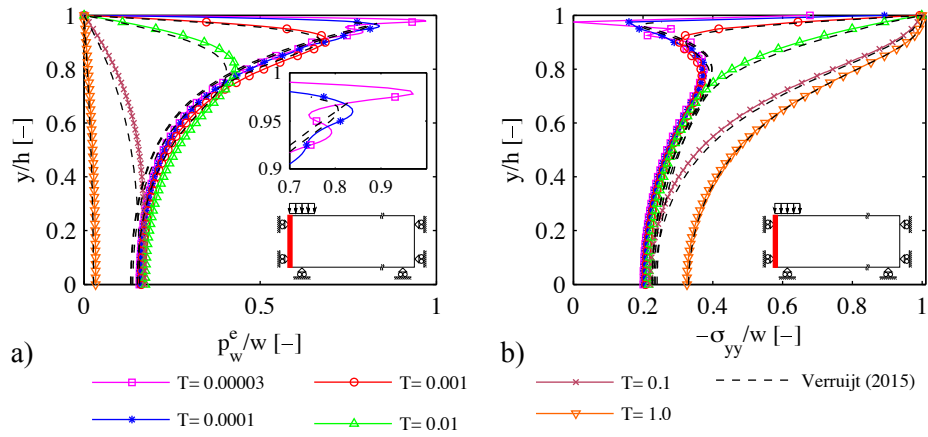 1
0.8
0.6
0.4
0.2
0
y/h [−]
0 0.5 1
p_w^e/w [−]
1
0.95
0.9
0.7 0.8 0.9
a)
1
0.8
0.6
0.4
0.2
0
y/h [−]
0 0.2 0.4 0.6 0.8 1
−σ_yy/w [−]
b)
T= 0.00003
T= 0.0001
T= 0.001
T= 0.01
T= 0.1
T= 1.0
Verruijt (2015)